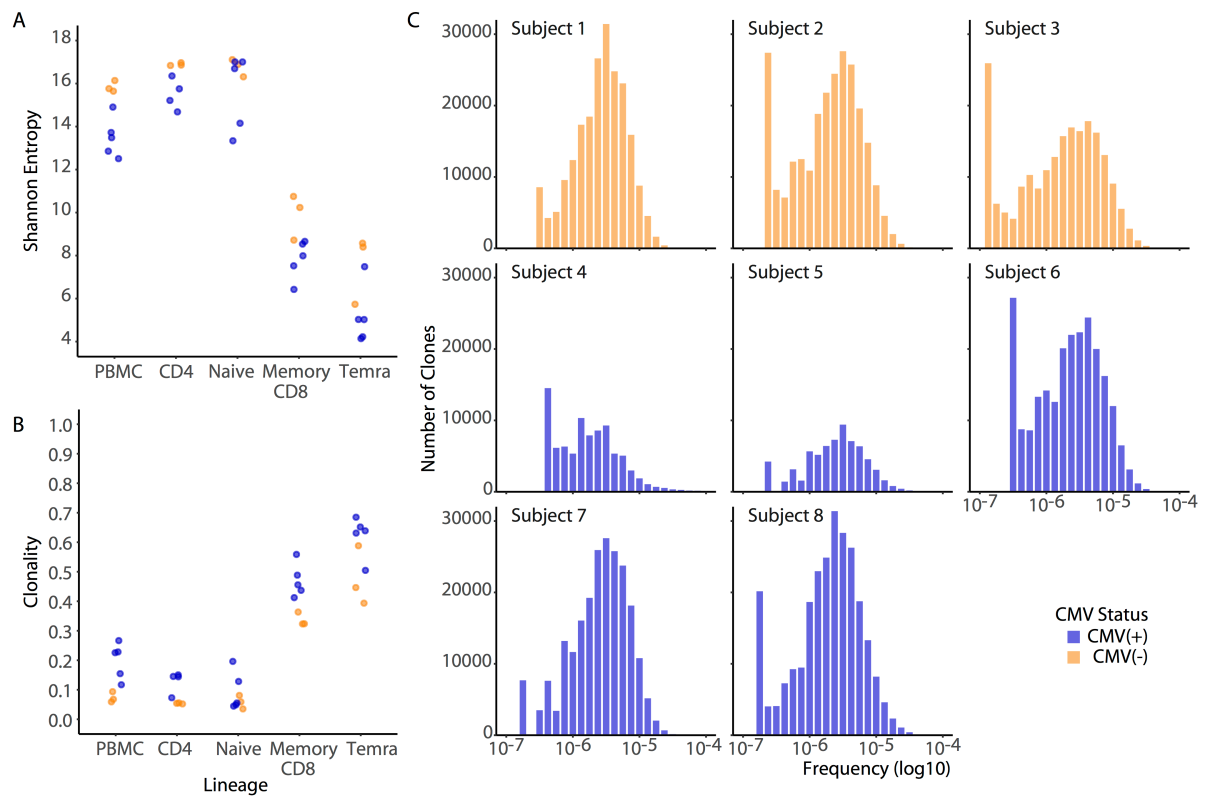 A
18
16
14
12
10
8
6
4
Shannon Entropy
PBMC CD4 Naive Memory CD8 Temra
B
1.0
0.9
0.8
0.7
0.6
0.5
0.4
0.3
0.2
0.1
0.0
Clonality
PBMC CD4 Naive Memory CD8 Temra
Lineage
C
Number of Clones
30000
20000
10000
0
Subject 1 Subject 2 Subject 3
30000
20000
10000
0
Subject 4 Subject 5 Subject 6
10-7 10-6 10-5 10-4
30000
20000
10000
0
Subject 7 Subject 8
10-7 10-6 10-5 10-4 10-7 10-6 10-5 10-4
Frequency (log10)
CMV Status
CMV(+)
CMV(-)